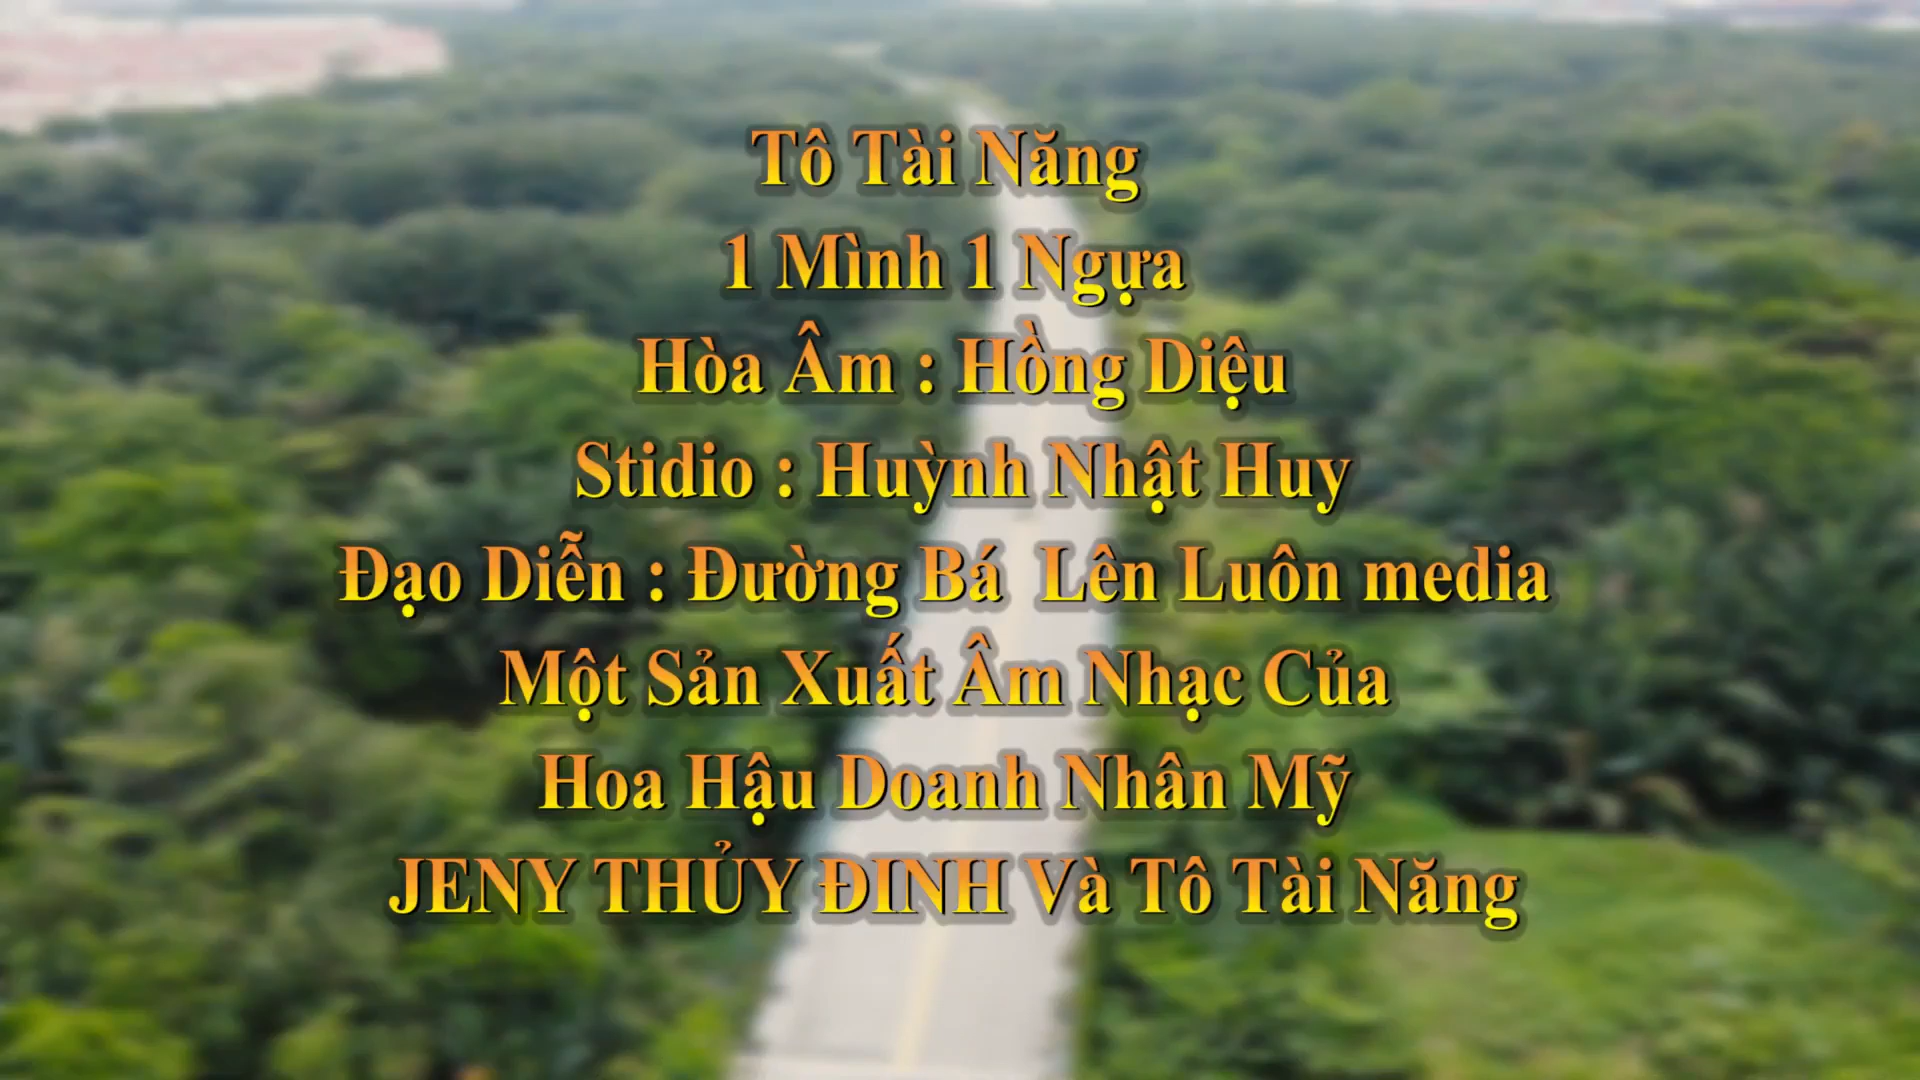 Tô Tài Năng
1 Mình 1 Ngựa
Hòa Âm : Hồng Diệu
Stidio : Huỳnh Nhật Huy
Đạo Diễn : Đường Bá  Lên Luôn media
Một Sản Xuất Âm Nhạc Của
Hoa Hậu Doanh Nhân Mỹ
JENY THỦY ĐINH Và Tô Tài Năng